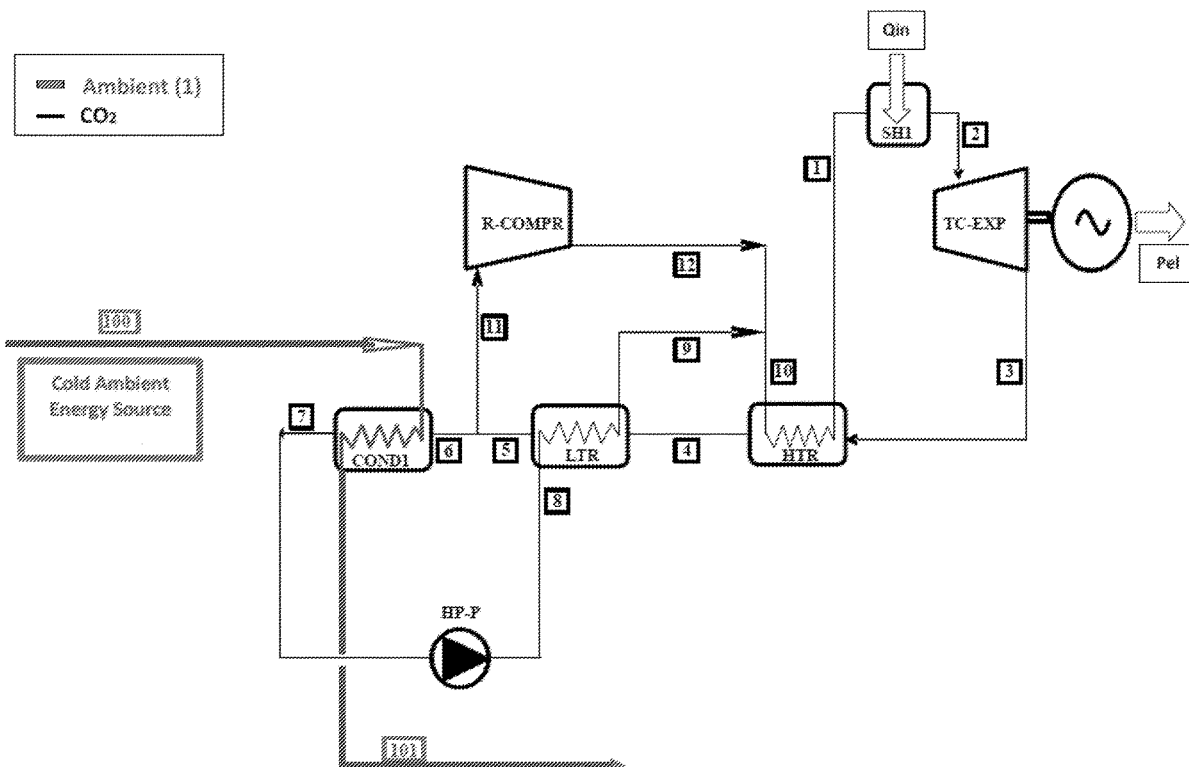 Qin
Ambient (1)
CO₂
SH1
2
1
R-COMPR
TC-EXP
12
Pel
100
11
9
10
3
Cold Ambient
Energy Source
7
COND1
6
5
LTR
4
HTR
8
HP-P
101